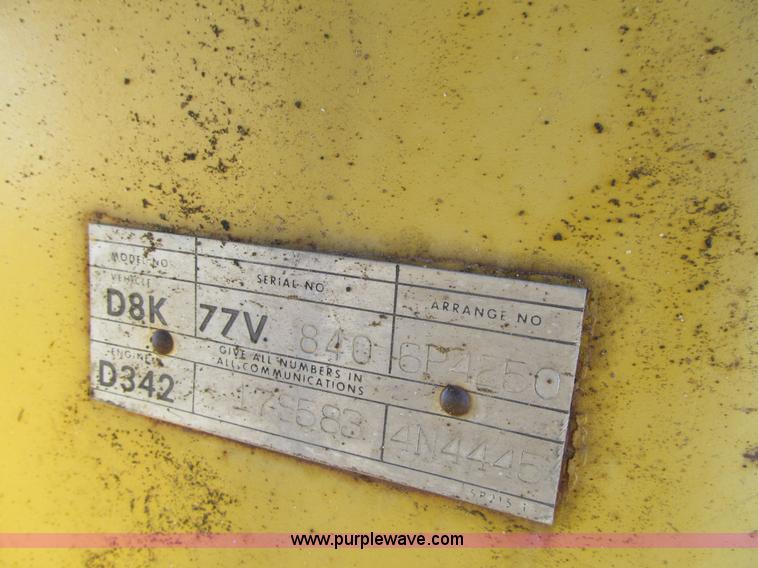 MODEL NO. SERIAL NO. ARRANGE NO
VEHICLE
D8K 77V 840 6P4250
ENGINE GIVE ALL NUMBERS IN
ALL COMMUNICATIONS
D342 17S583 4N4445
www.purplewave.com